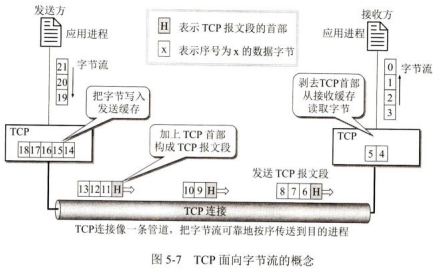 发送方
接收方
应用进程
H 表示 TCP 报文段的首部
x 表示序号为 x 的数据字节
应用进程
21
20
19
字节流
0
1
2
3
字节流
把字节写入
发送缓存
剥去TCP首部
从接收缓存
读取字节
TCP
18 17 16 15 14
加上 TCP 首部
构成 TCP 报文段
TCP
5 4
发送 TCP 报文段
13 12 11 H
10 9 H
8 7 6 H
TCP 连接
TCP连接像一条管道，把字节流可靠地按序传送到目的进程
图 5-7 TCP 面向字节流的概念